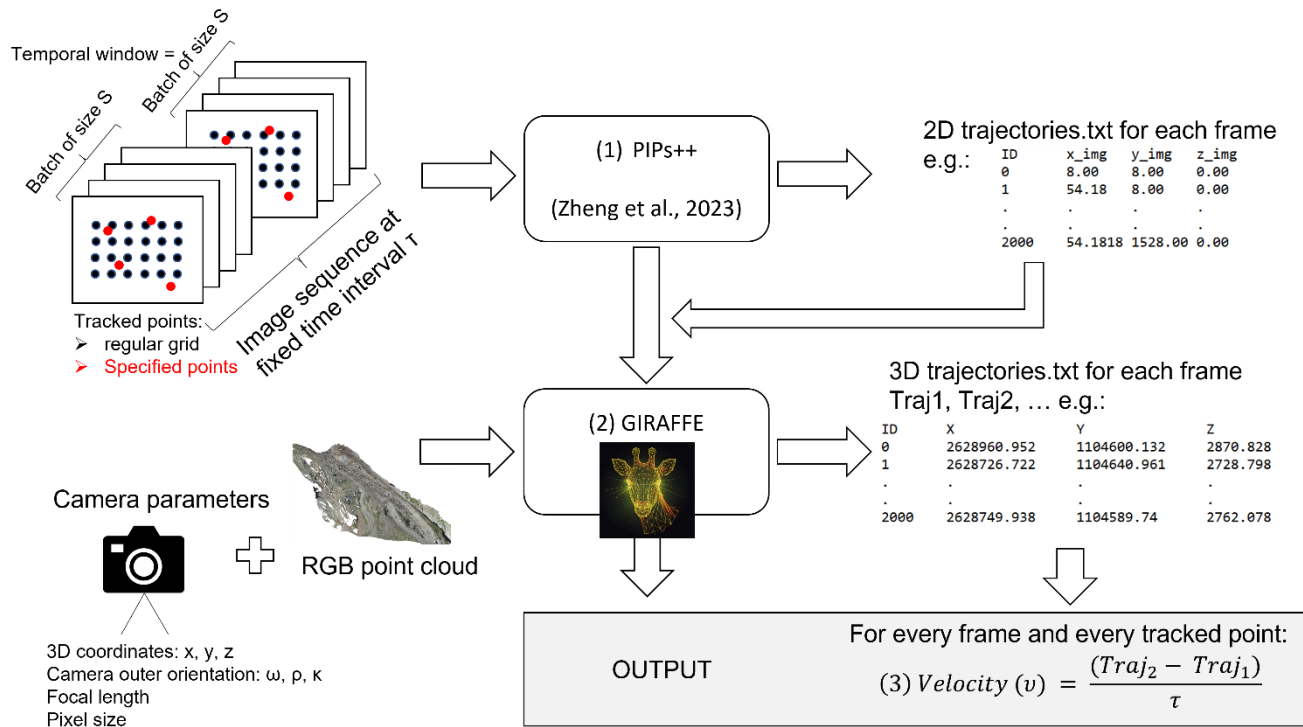 Temporal window =
Batch of size S
Batch of size S
Image sequence at
fixed time interval τ
Tracked points:
regular grid
Specified points
(1) PIPs++
(Zheng et al., 2023)
2D trajectories.txt for each frame
e.g.:
ID x_img y_img z_img
0 8.00 8.00 0.00
1 54.18 8.00 0.00
. . . .
. . . .
2000 54.1818 1528.00 0.00
(2) GIRAFFE
3D trajectories.txt for each frame
Traj1, Traj2, … e.g.:
ID X Y Z
0 2628960.952 1104600.132 2870.828
1 2628726.722 1104640.961 2728.798
. . . .
. . . .
2000 2628749.938 1104589.74 2762.078
Camera parameters
RGB point cloud
3D coordinates: x, y, z
Camera outer orientation: ω, ρ, κ
Focal length
Pixel size
OUTPUT
For every frame and every tracked point:
(3) Velocity (υ) = (Traj₂ − Traj₁) / τ